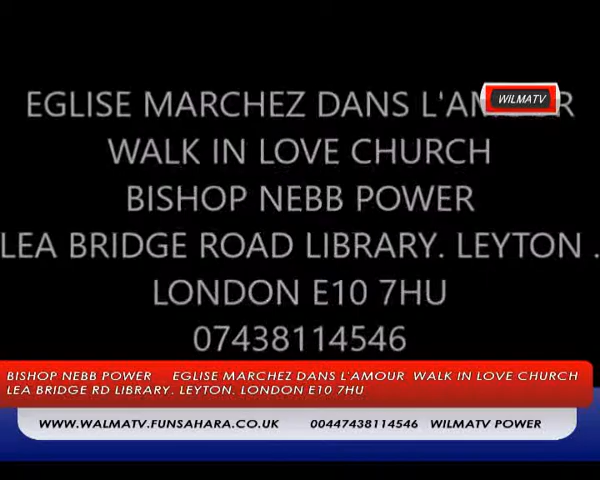 EGLISE MARCHEZ DANS L'AMOUR
WILMATV
WALK IN LOVE CHURCH
BISHOP NEBB POWER
LEA BRIDGE ROAD LIBRARY. LEYTON .
LONDON E10 7HU
07438114546
BISHOP NEBB POWER EGLISE MARCHEZ DANS L'AMOUR WALK IN LOVE CHURCH
LEA BRIDGE RD LIBRARY. LEYTON. LONDON E10 7HU
WWW.WALMATV.FUNSAHARA.CO.UK 00447438114546 WILMATV POWER